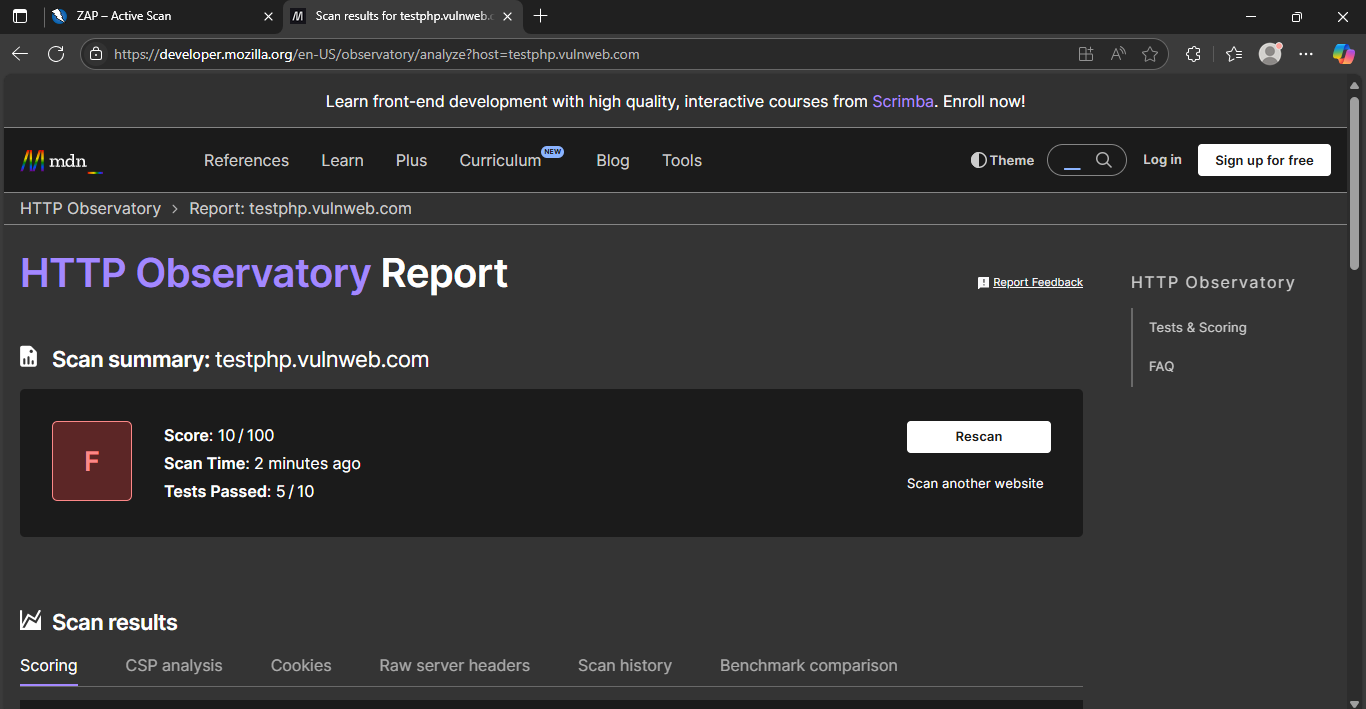 ZAP – Active Scan
Scan results for testphp.vulnweb.c
https://developer.mozilla.org/en-US/observatory/analyze?host=testphp.vulnweb.com
Learn front-end development with high quality, interactive courses from Scrimba. Enroll now!
mdn_
References Learn Plus Curriculum NEW Blog Tools
Theme Log in Sign up for free
HTTP Observatory > Report: testphp.vulnweb.com
HTTP Observatory Report
Report Feedback
HTTP Observatory
Tests & Scoring
FAQ
Scan summary: testphp.vulnweb.com
F
Score: 10 / 100
Scan Time: 2 minutes ago
Tests Passed: 5 / 10
Rescan
Scan another website
Scan results
Scoring CSP analysis Cookies Raw server headers Scan history Benchmark comparison